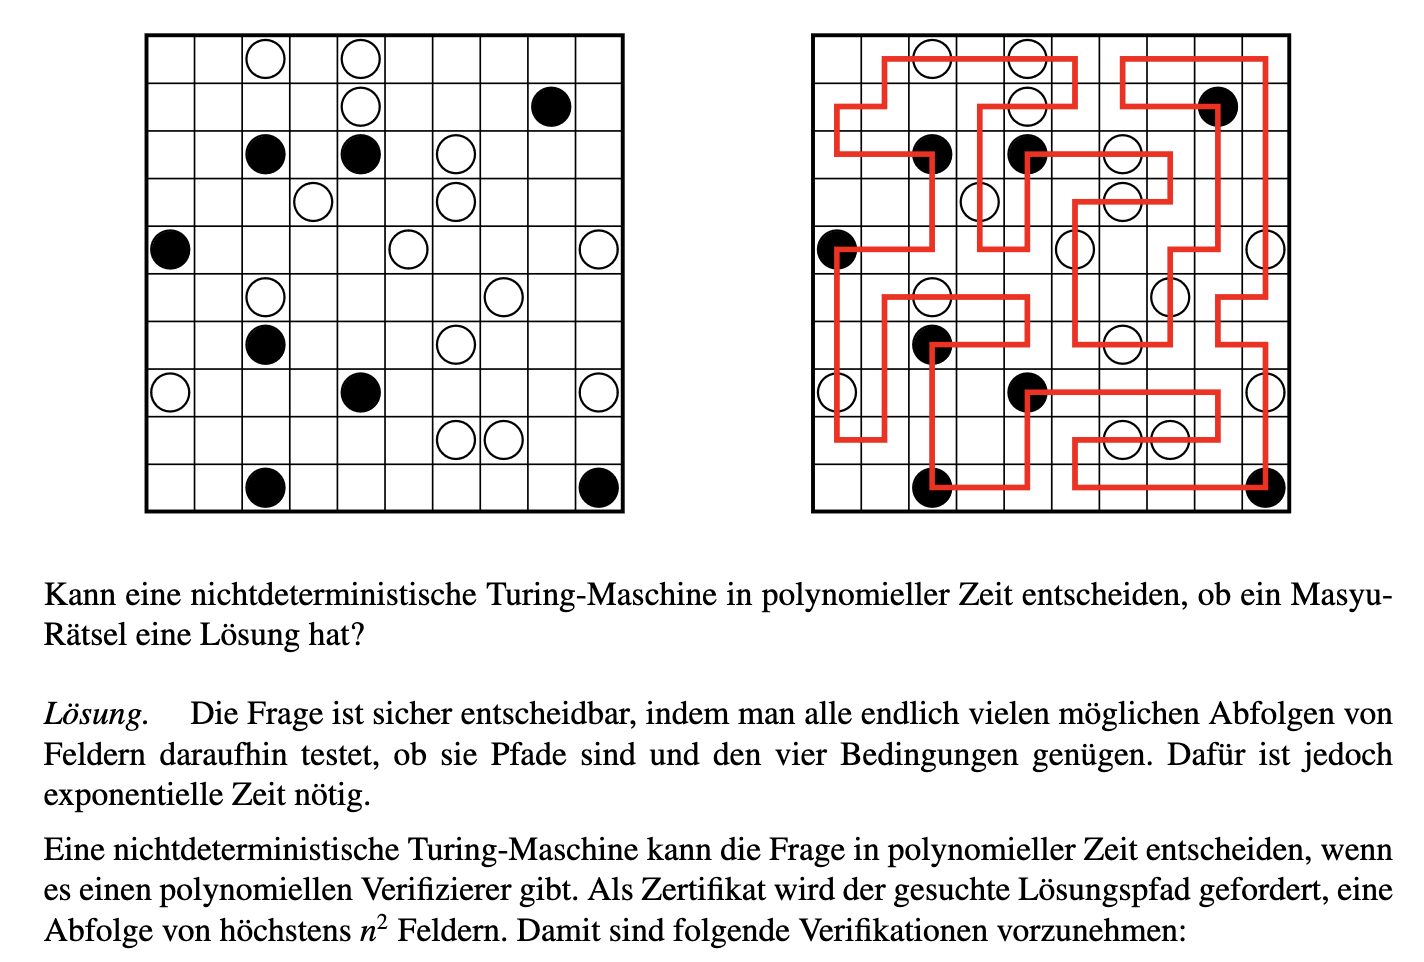 Kann eine nichtdeterministische Turing-Maschine in polynomieller Zeit entscheiden, ob ein Masyu-
Rätsel eine Lösung hat?
Lösung. Die Frage ist sicher entscheidbar, indem man alle endlich vielen möglichen Abfolgen von
Feldern daraufhin testet, ob sie Pfade sind und den vier Bedingungen genügen. Dafür ist jedoch
exponentielle Zeit nötig.
Eine nichtdeterministische Turing-Maschine kann die Frage in polynomieller Zeit entscheiden, wenn
es einen polynomiellen Verifizierer gibt. Als Zertifikat wird der gesuchte Lösungspfad gefordert, eine
Abfolge von höchstens n² Feldern. Damit sind folgende Verifikationen vorzunehmen: